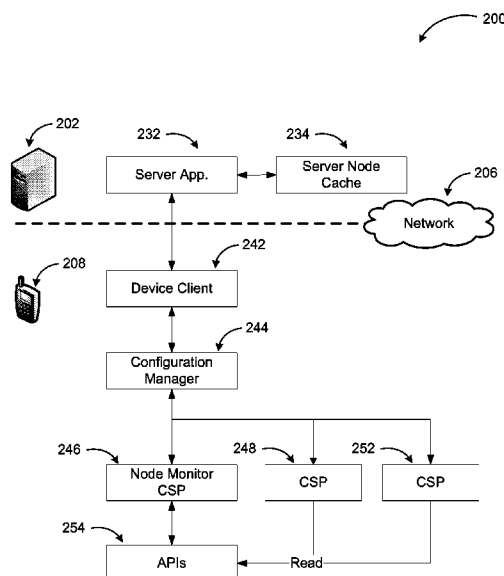 200
202
232
234
Server App.
Server Node
Cache
206
Network
208
242
Device Client
244
Configuration
Manager
246
248
252
Node Monitor
CSP
CSP
CSP
254
APIs
Read